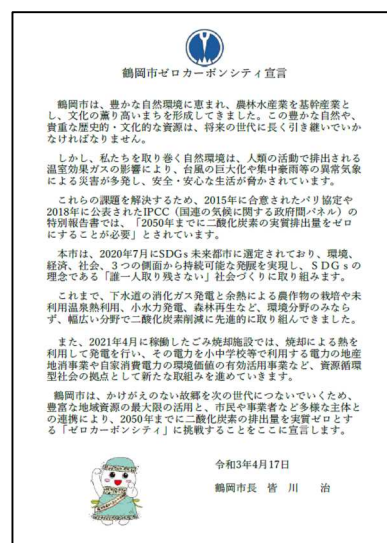 鶴岡市ゼロカーボンシティ宣言
鶴岡市は、豊かな自然環境に恵まれ、農林水産業を基幹産業と
し、文化の薫り高いまちを形成してきました。この豊かな自然や、
貴重な歴史的・文化的な資源は、将来の世代に長く引き継いでいか
なければなりません。
しかし、私たちを取り巻く自然環境は、人類の活動で排出される
温室効果ガスの影響により、台風の巨大化や集中豪雨等の異常気象
による災害が多発し、安全・安心な生活が脅かされています。
これらの課題を解決するため、2015年に合意されたパリ協定や
2018年に公表されたIPCC（国連の気候に関する政府間パネル）の
特別報告書では、「2050年までに二酸化炭素の実質排出量をゼロ
にすることが必要」とされています。
本市は、2020年7月にSDGs未来都市に選定されており、環境、
経済、社会、３つの側面から持続可能な発展を実現し、ＳＤＧｓの
理念である「誰一人取り残さない」社会づくりに取り組みます。
これまで、下水道の消化ガス発電と余熱による農作物の栽培や未
利用温泉熱利用、小水力発電、森林再生など、環境分野のみなら
ず、幅広い分野で二酸化炭素削減に先進的に取り組んできました。
また、2021年4月に稼働したごみ焼却施設では、焼却による熱を
利用して発電を行い、その電力を小中学校等で利用する電力の地産
地消事業や自家消費電力の環境価値の有効活用事業など、資源循環
型社会の拠点として新たな取組みを進めていきます。
鶴岡市は、かけがえのない故郷を次の世代につないでいくため、
豊富な地域資源の最大限の活用と、市民や事業者など多様な主体と
の連携により、2050年までに二酸化炭素の排出量を実質ゼロとす
る「ゼロカーボンシティ」に挑戦することをここに宣言します。
令和3年4月17日
鶴岡市長 皆川 治